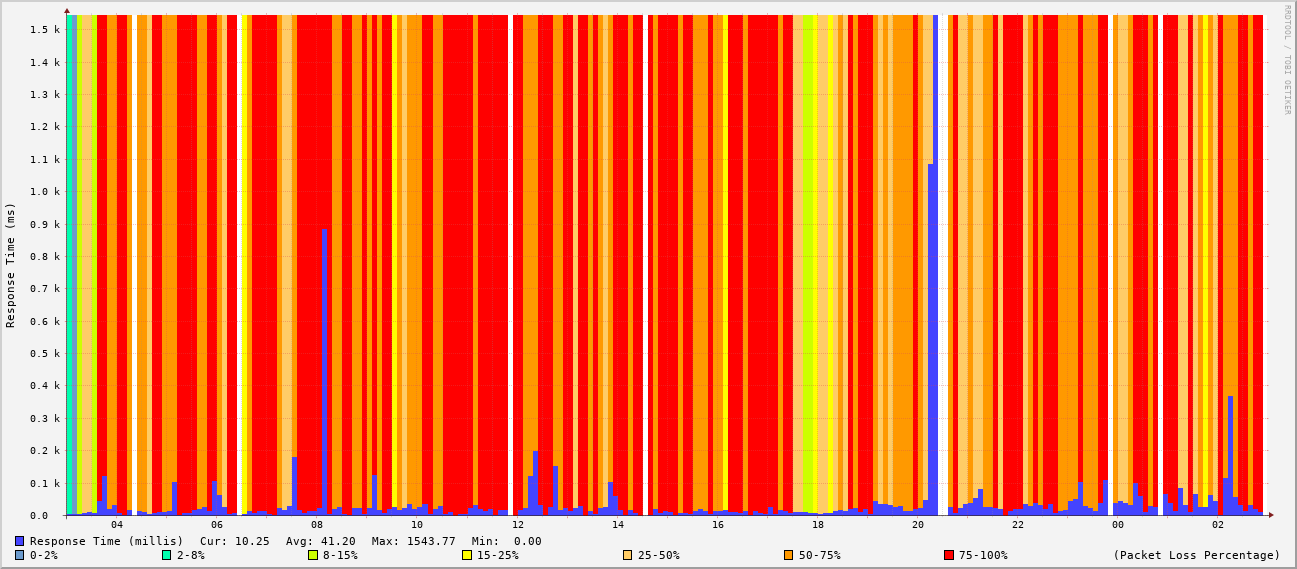 RRDTOOL / TOBI OETIKER
1.5 k
1.4 k
1.3 k
1.2 k
1.1 k
1.0 k
0.9 k
0.8 k
0.7 k
0.6 k
0.5 k
0.4 k
0.3 k
0.2 k
0.1 k
0.0
Response Time (ms)
04 06 08 10 12 14 16 18 20 22 00 02
Response Time (millis) Cur: 10.25 Avg: 41.20 Max: 1543.77 Min: 0.00
0-2% 2-8% 8-15% 15-25% 25-50% 50-75% 75-100% (Packet Loss Percentage)